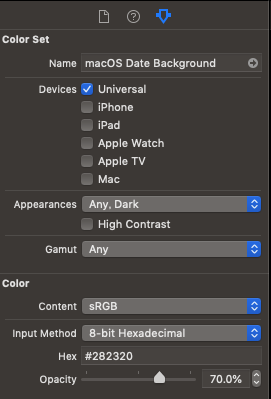 Color Set
Name macOS Date Background
Devices Universal
iPhone
iPad
Apple Watch
Apple TV
Mac
Appearances Any, Dark
High Contrast
Gamut Any
Color
Content sRGB
Input Method 8-bit Hexadecimal
Hex #282320
Opacity 70.0%